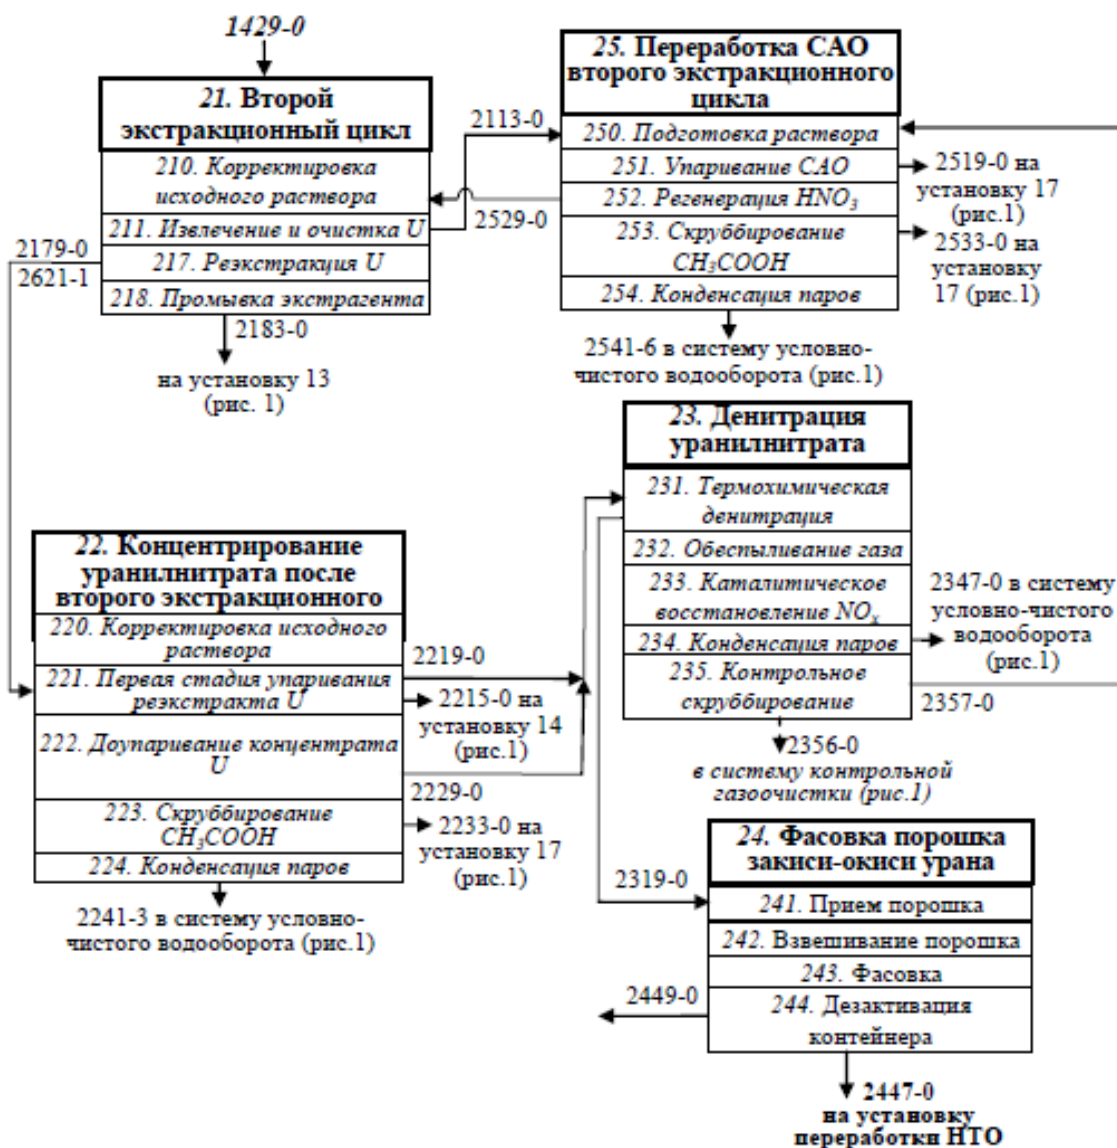 1429-0
21. Второй
экстракционный цикл
210. Корректировка
исходного раствора
211. Извлечение и очистка U
217. Реэкстракция U
218. Промывка экстрагента
2179-0
2621-1
2183-0
на установку 13
(рис. 1)
2113-0
2529-0
25. Переработка САО
второго экстракционного
цикла
250. Подготовка раствора
251. Упаривание САО
252. Регенерация HNO₃
253. Скруббирование
CH₃COOH
254. Конденсация паров
2519-0 на
установку 17
(рис.1)
2533-0 на
установку
17 (рис.1)
2541-6 в систему условно-
чистого водооборота (рис.1)
23. Денитрация
уранилнитрата
231. Термохимическая
денитрация
232. Обеспыливание газа
233. Каталитическое
восстановление NOₓ
234. Конденсация паров
235. Контрольное
скруббирование
2347-0 в систему
условно-чистого
водооборота
(рис.1)
2357-0
2356-0
в систему контрольной
газоочистки (рис.1)
22. Концентрирование
уранилнитрата после
второго экстракционного
220. Корректировка исходного
раствора
221. Первая стадия упаривания
реэкстракта U
222. Доупаривание концентрата
U
223. Скруббирование
CH₃COOH
224. Конденсация паров
2219-0
2215-0 на
установку 14
(рис.1)
2229-0
2233-0 на
установку 17
(рис.1)
2241-3 в систему условно-
чистого водооборота (рис.1)
24. Фасовка порошка
закиси-окиси урана
2319-0
241. Прием порошка
242. Взвешивание порошка
243. Фасовка
244. Дезактивация
контейнера
2449-0
2447-0
на установку
переработки НТО